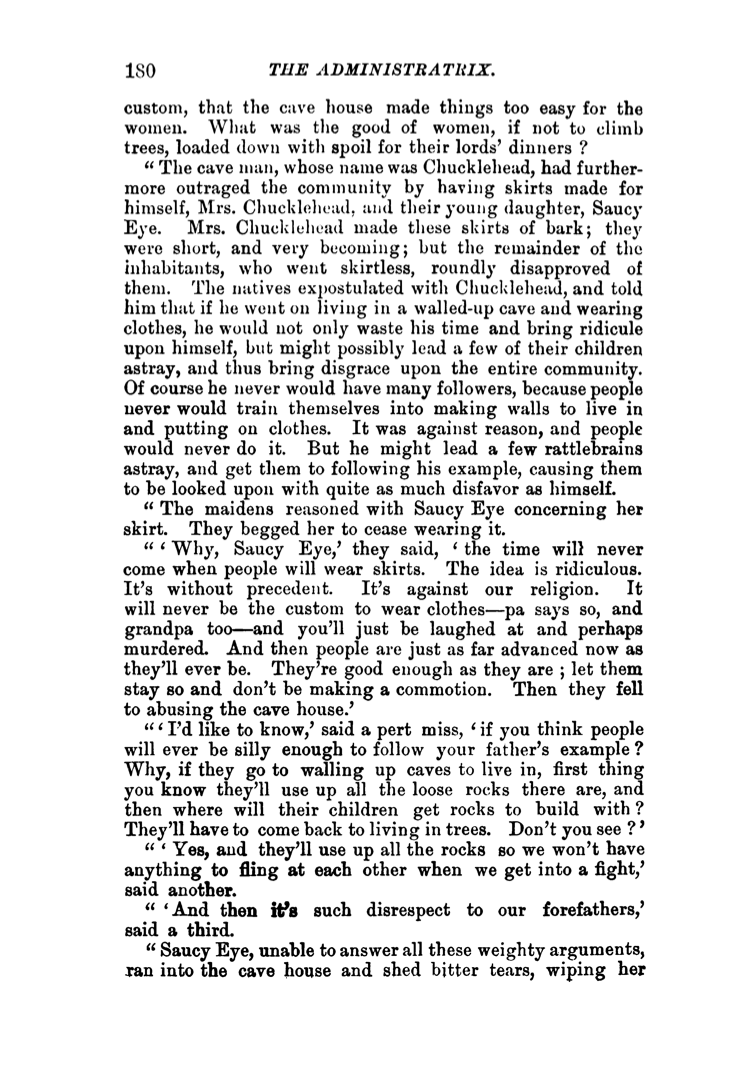 180 THE ADMINISTRATRIX.
custom, that the cave house made things too easy for the
women. What was the good of women, if not to climb
trees, loaded down with spoil for their lords' dinners ?
“ The cave man, whose name was Chucklehead, had further-
more outraged the community by having skirts made for
himself, Mrs. Chucklehead, and their young daughter, Saucy
Eye. Mrs. Chucklehead made these skirts of bark; they
were short, and very becoming; but the remainder of the
inhabitants, who went skirtless, roundly disapproved of
them. The natives expostulated with Chucklehead, and told
him that if he went on living in a walled-up cave and wearing
clothes, he would not only waste his time and bring ridicule
upon himself, but might possibly lead a few of their children
astray, and thus bring disgrace upon the entire community.
Of course he never would have many followers, because people
never would train themselves into making walls to live in
and putting on clothes. It was against reason, and people
would never do it. But he might lead a few rattlebrains
astray, and get them to following his example, causing them
to be looked upon with quite as much disfavor as himself.
“ The maidens reasoned with Saucy Eye concerning her
skirt. They begged her to cease wearing it.
“ ‘ Why, Saucy Eye,’ they said, ‘ the time will never
come when people will wear skirts. The idea is ridiculous.
It's without precedent. It's against our religion. It
will never be the custom to wear clothes—pa says so, and
grandpa too—and you'll just be laughed at and perhaps
murdered. And then people are just as far advanced now as
they'll ever be. They're good enough as they are ; let them
stay so and don't be making a commotion. Then they fell
to abusing the cave house.’
“ ‘ I'd like to know,’ said a pert miss, ‘ if you think people
will ever be silly enough to follow your father's example ?
Why, if they go to walling up caves to live in, first thing
you know they'll use up all the loose rocks there are, and
then where will their children get rocks to build with ?
They'll have to come back to living in trees. Don't you see ?’
“ ‘ Yes, and they'll use up all the rocks so we won't have
anything to fling at each other when we get into a fight,’
said another.
“ ‘And then it's such disrespect to our forefathers,’
said a third.
“ Saucy Eye, unable to answer all these weighty arguments,
ran into the cave house and shed bitter tears, wiping her